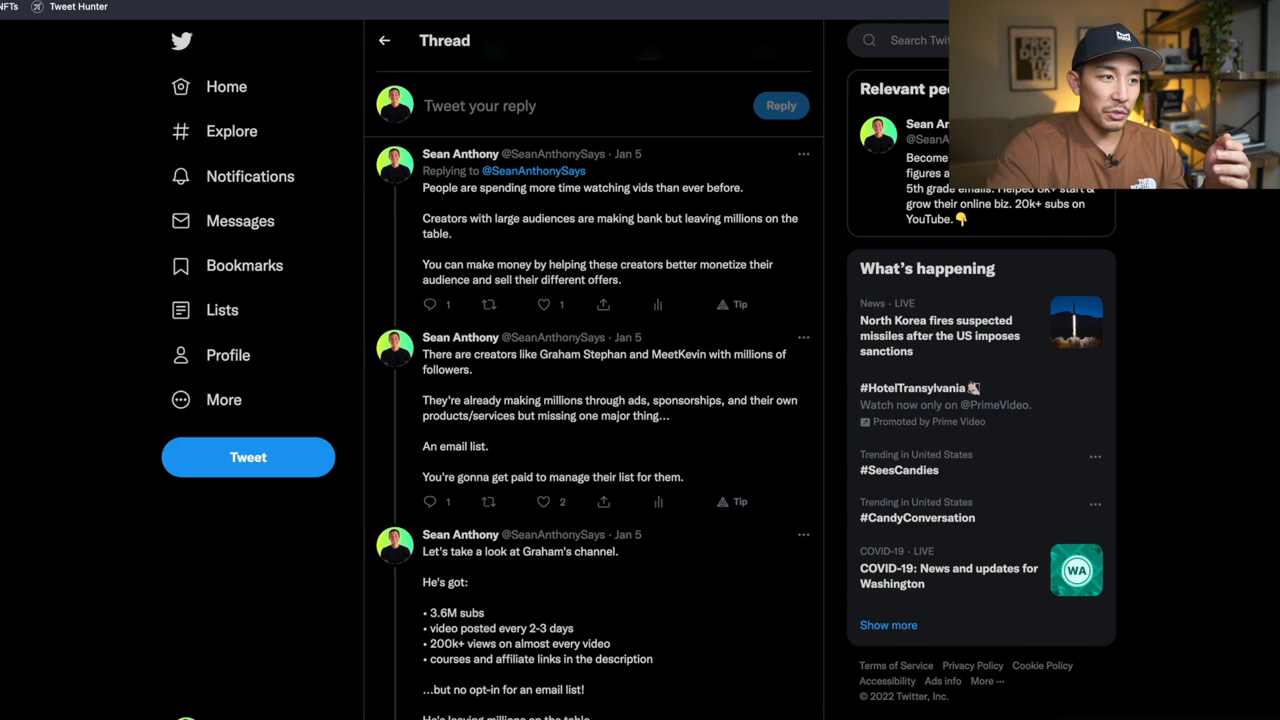 NFTs
Tweet Hunter
Home
Explore
Notifications
Messages
Bookmarks
Lists
Profile
More
Tweet
Thread
Tweet your reply
Reply
Sean Anthony @SeanAnthonySays · Jan 5
Replying to @SeanAnthonySays
People are spending more time watching vids than ever before.
Creators with large audiences are making bank but leaving millions on the
table.
You can make money by helping these creators better monetize their
audience and sell their different offers.
1
1
Tip
Sean Anthony @SeanAnthonySays · Jan 5
There are creators like Graham Stephan and MeetKevin with millions of
followers.
They're already making millions through ads, sponsorships, and their own
products/services but missing one major thing...
An email list.
You're gonna get paid to manage their list for them.
1
2
Tip
Sean Anthony @SeanAnthonySays · Jan 5
Let's take a look at Graham's channel.
He's got:
• 3.6M subs
• video posted every 2-3 days
• 200k+ views on almost every video
• courses and affiliate links in the description
...but no opt-in for an email list!
He's leaving millions on the table
Search Twit
Relevant peo
Sean An
@SeanA
Become
figures a
5th grade emails. Helped 8k+ start &
grow their online biz. 20k+ subs on
YouTube.👇
What's happening
News · LIVE
North Korea fires suspected
missiles after the US imposes
sanctions
#HotelTransylvania
Watch now only on @PrimeVideo.
Promoted by Prime Video
Trending in United States
#SeesCandies
Trending in United States
#CandyConversation
COVID-19 · LIVE
COVID-19: News and updates for
Washington
WA
Show more
Terms of Service Privacy Policy Cookie Policy
Accessibility Ads info More ···
© 2022 Twitter, Inc.
THE
NORTH